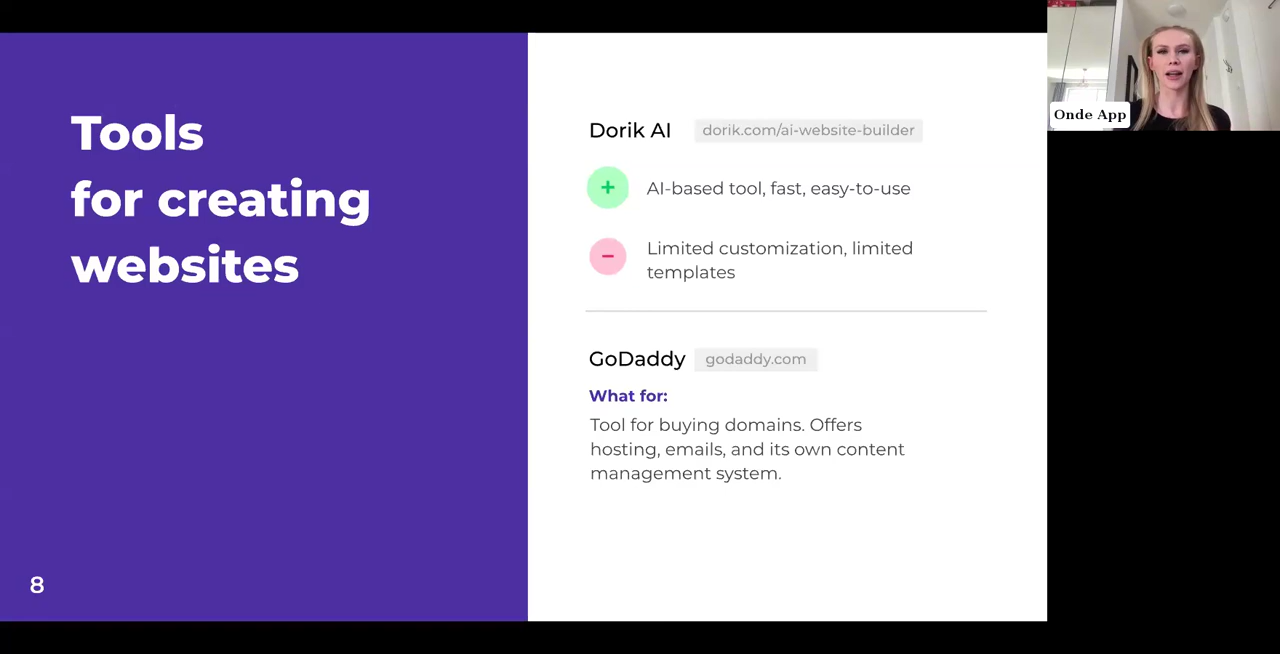 Tools
for creating
websites
8
Dorik AI dorik.com/ai-website-builder
+ AI-based tool, fast, easy-to-use
− Limited customization, limited
templates
GoDaddy godaddy.com
What for:
Tool for buying domains. Offers
hosting, emails, and its own content
management system.
Onde App